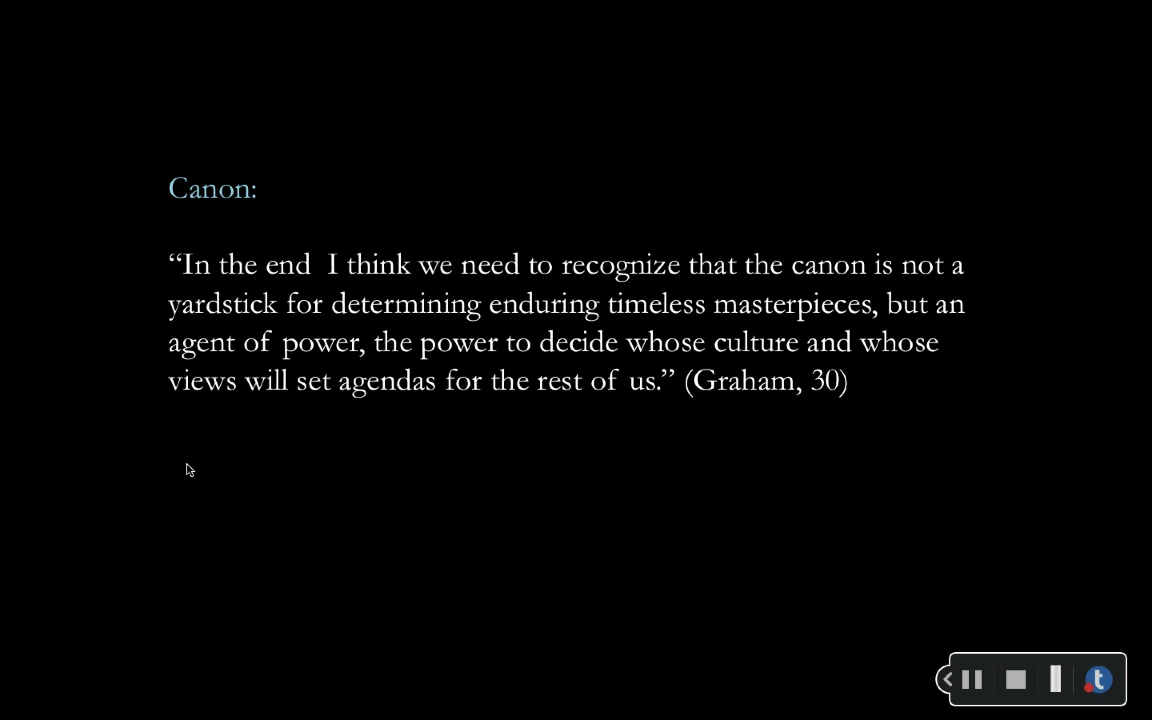 Canon:
“In the end  I think we need to recognize that the canon is not a
yardstick for determining enduring timeless masterpieces, but an
agent of power, the power to decide whose culture and whose
views will set agendas for the rest of us.” (Graham, 30)
t